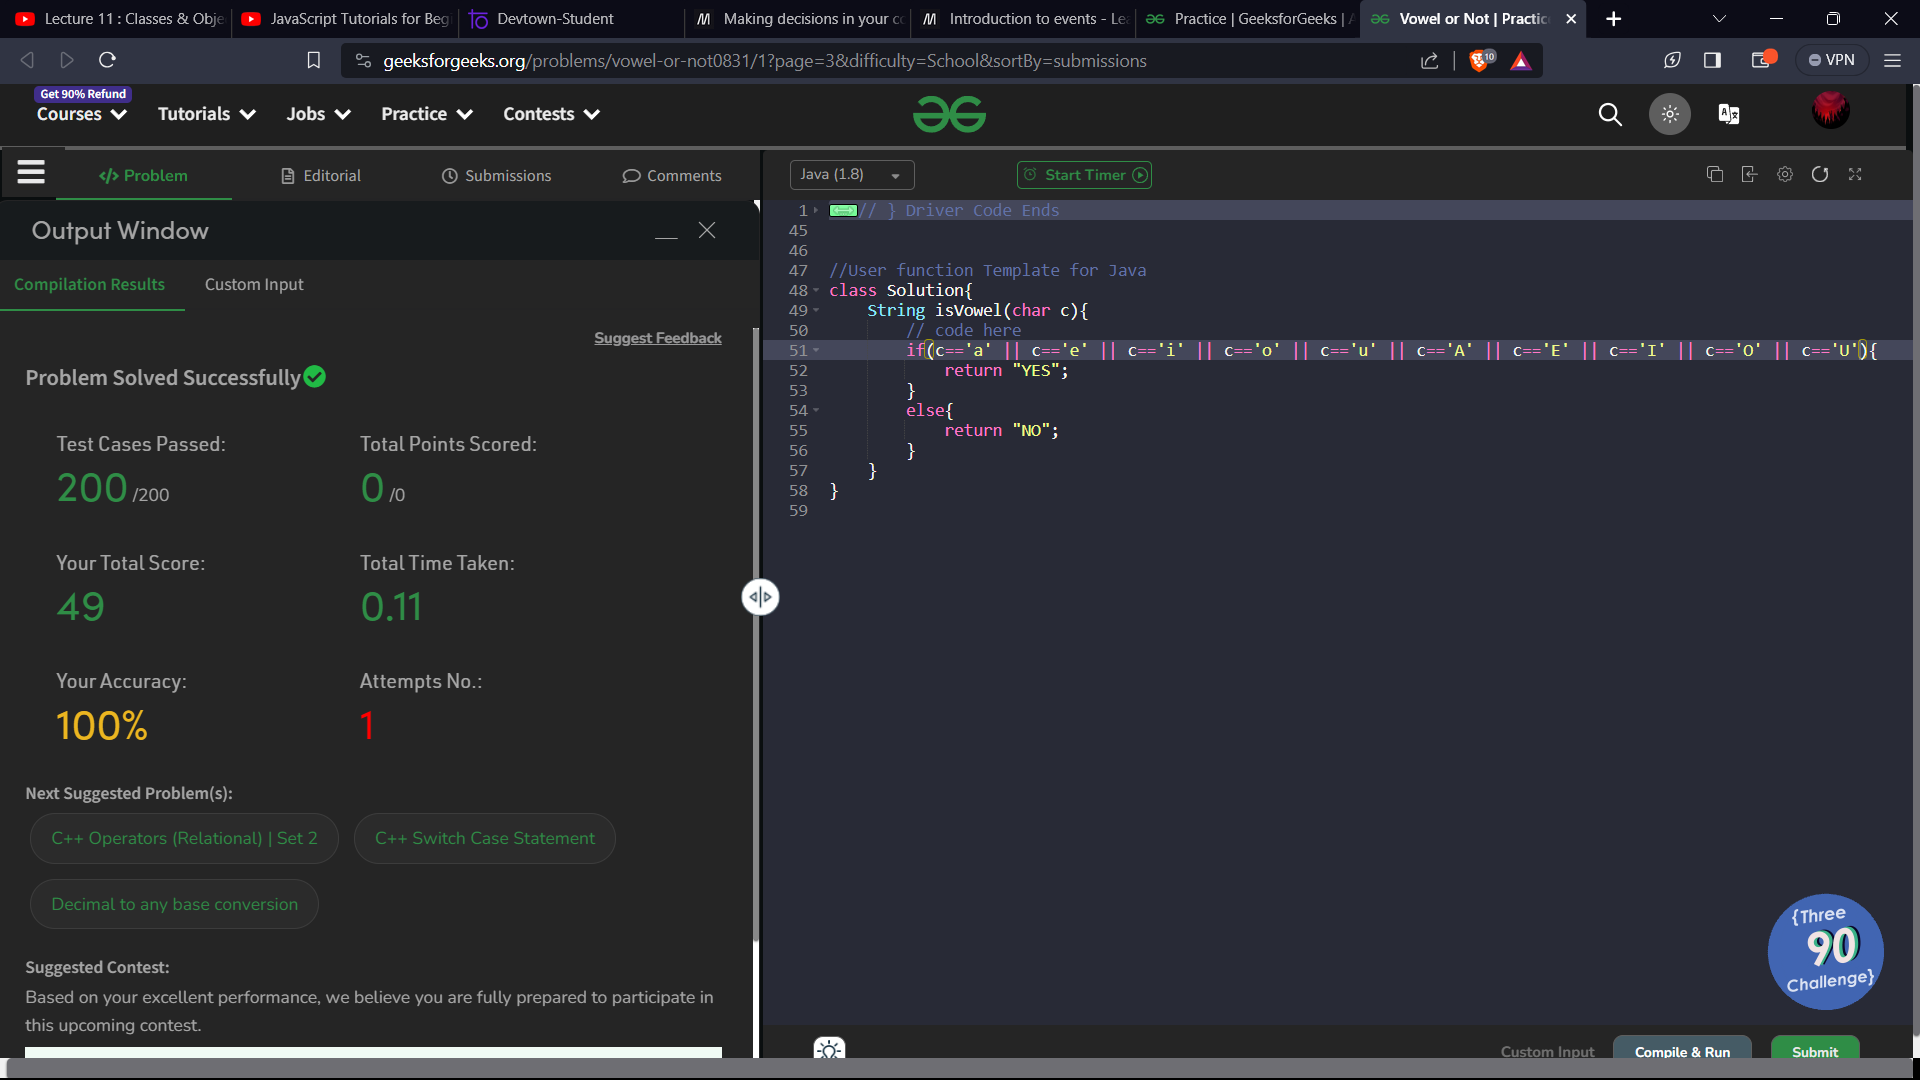 Lecture 11 : Classes & Obje
JavaScript Tutorials for Beg
Devtown-Student
Making decisions in your co
Introduction to events - Le
Practice | GeeksforGeeks | A
Vowel or Not | Practic
geeksforgeeks.org/problems/vowel-or-not0831/1?page=3&difficulty=School&sortBy=submissions
10
VPN
Get 90% Refund
Courses
Tutorials
Jobs
Practice
Contests
</> Problem
Editorial
Submissions
Comments
Java (1.8)
Start Timer
Output Window
Compilation Results
Custom Input
Suggest Feedback
Problem Solved Successfully
Test Cases Passed:
200 /200
Total Points Scored:
0 /0
Your Total Score:
49
Total Time Taken:
0.11
Your Accuracy:
100%
Attempts No.:
1
Next Suggested Problem(s):
C++ Operators (Relational) | Set 2
C++ Switch Case Statement
Decimal to any base conversion
Suggested Contest:
Based on your excellent performance, we believe you are fully prepared to participate in
this upcoming contest.
1 // } Driver Code Ends
45
46
47 //User function Template for Java
48 class Solution{
49 String isVowel(char c){
50 // code here
51 if(c=='a' || c=='e' || c=='i' || c=='o' || c=='u' || c=='A' || c=='E' || c=='I' || c=='O' || c=='U'){
52 return "YES";
53 }
54 else{
55 return "NO";
56 }
57 }
58 }
59
{Three
90
Challenge}
Custom Input
Compile & Run
Submit